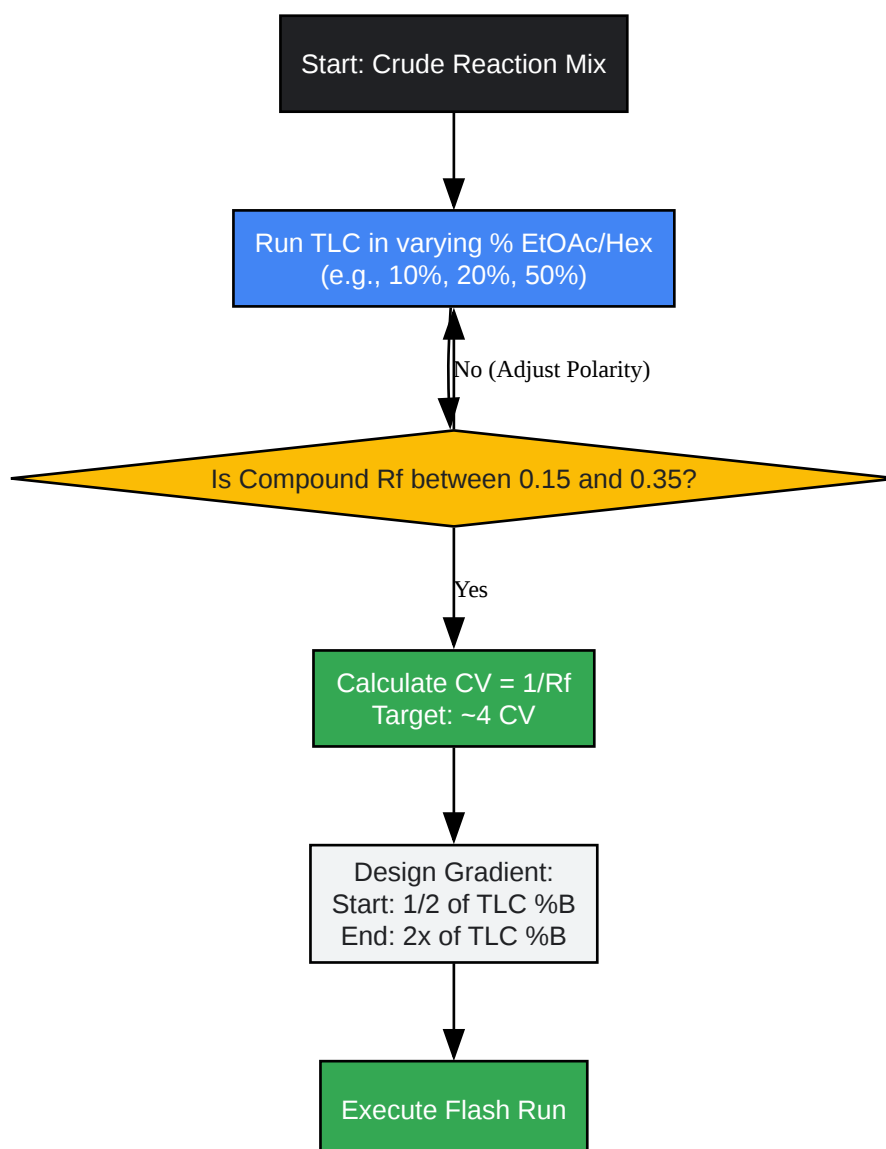 Start: Crude Reaction Mix
Run TLC in varying % EtOAc/Hex
(e.g., 10%, 20%, 50%)
No (Adjust Polarity)
Is Compound Rf between 0.15 and 0.35?
Yes
Calculate CV = 1/Rf
Target: ~4 CV
Design Gradient:
Start: 1/2 of TLC %B
End: 2x of TLC %B
Execute Flash Run